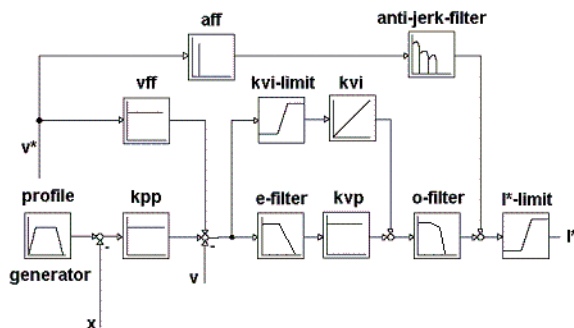 aff
anti-jerk-filter
vff
kvi-limit
kvi
v*
profile
kpp
e-filter
kvp
o-filter
I*-limit
I*
generator
v
x